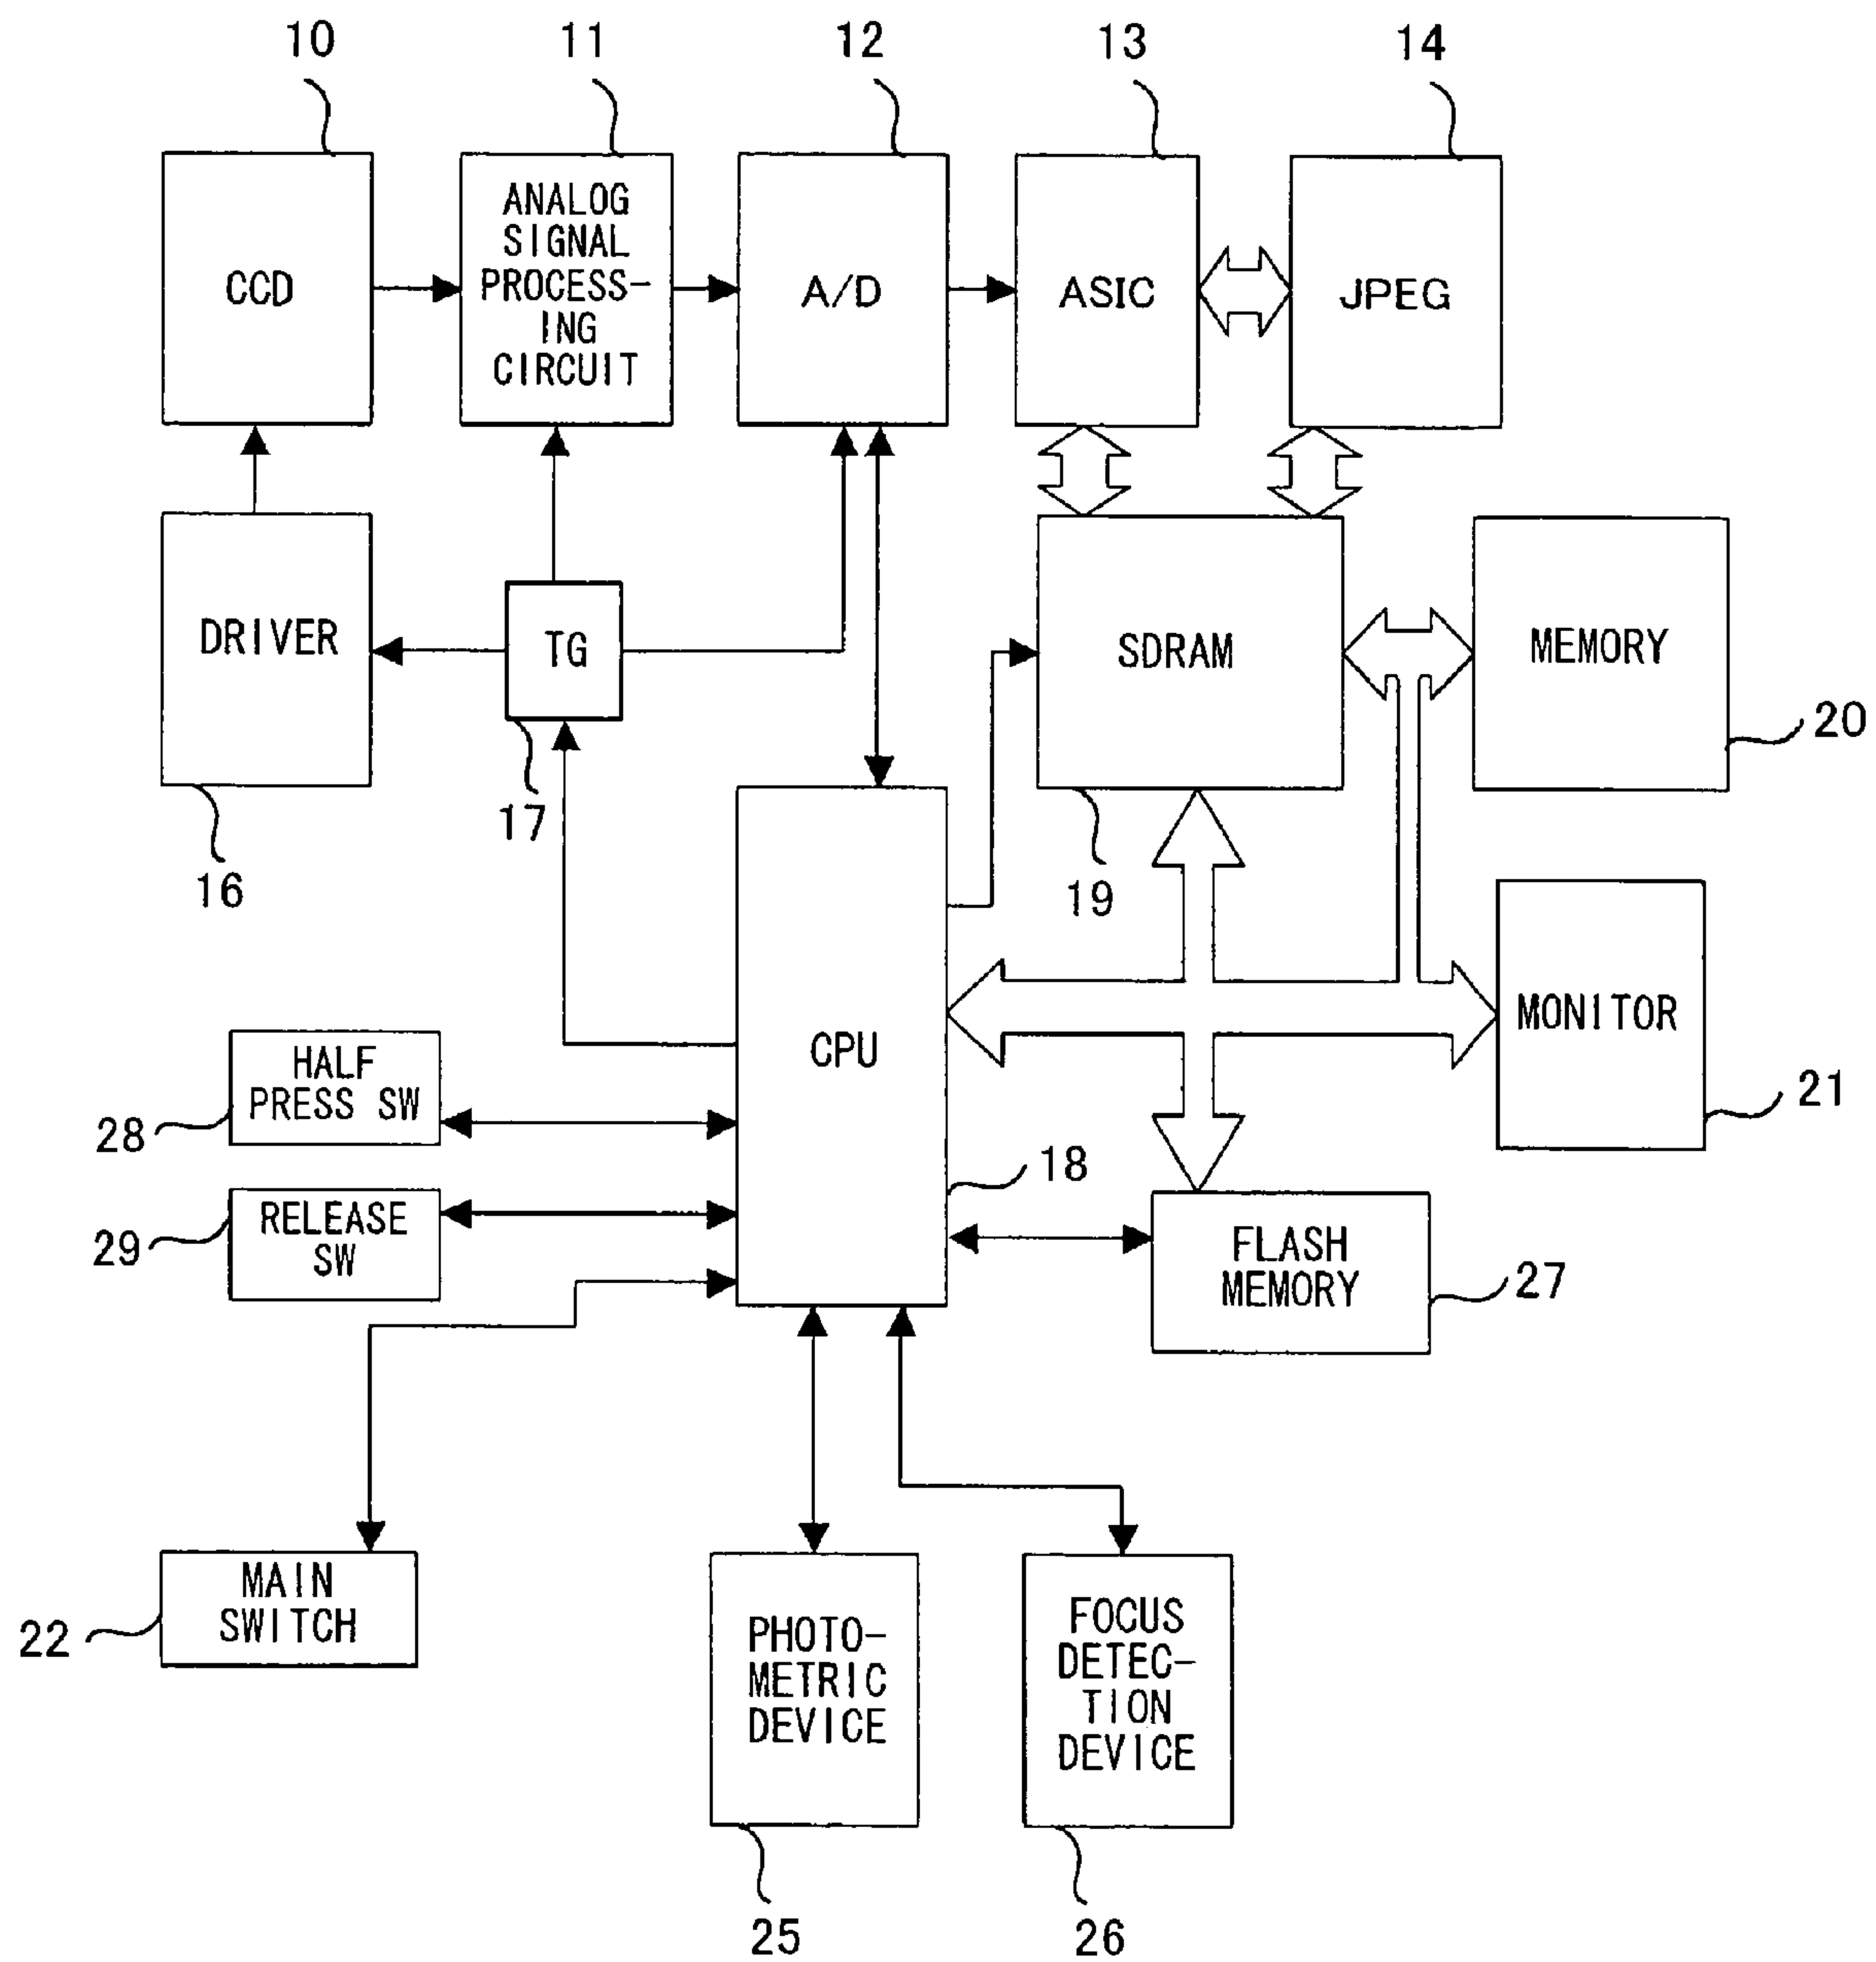 10
11
12
13
14
CCD
ANALOG
SIGNAL
PROCESS-
ING
CIRCUIT
A/D
ASIC
JPEG
DRIVER
TG
SDRAM
MEMORY
20
17
16
19
CPU
MONITOR
21
HALF
PRESS SW
28
18
RELEASE
SW
29
FLASH
MEMORY
27
MAIN
SWITCH
22
PHOTO-
METRIC
DEVICE
FOCUS
DETEC-
TION
DEVICE
25
26